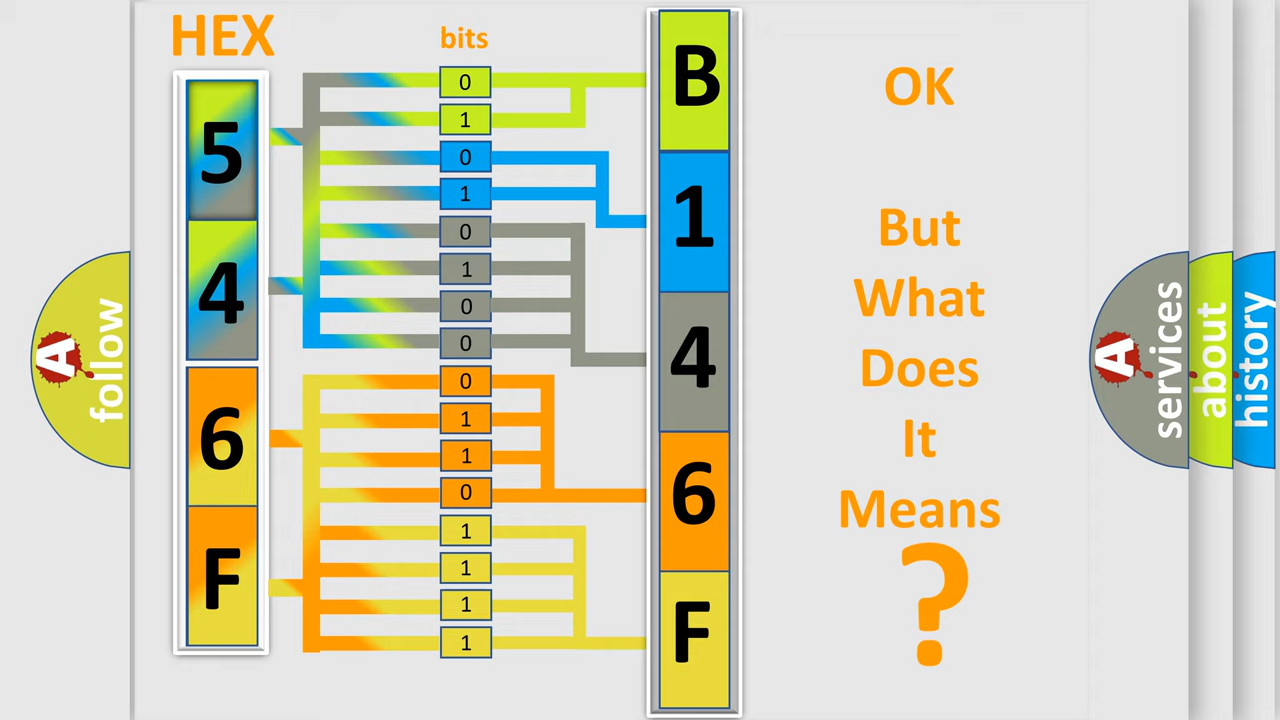 HEX
5
4
6
F
bits
0
1
0
1
0
1
0
0
0
1
1
0
1
1
1
1
B
1
4
6
F
OK
But
What
Does
It
Means
?
A
follow
A
services
about
history